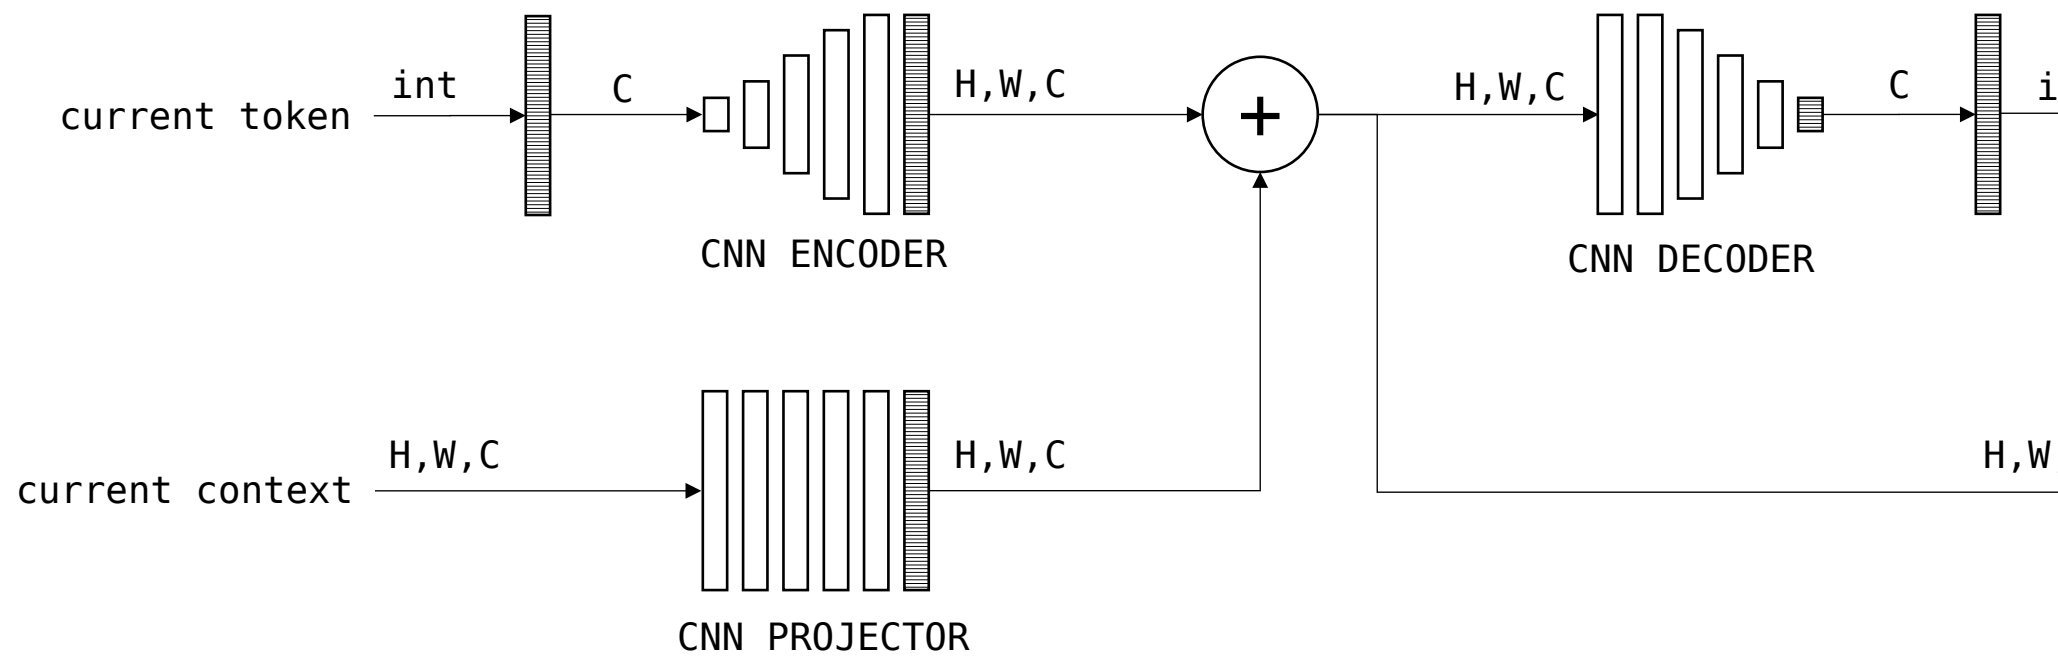 current token
int
C
H,W,C
+
H,W,C
C
i
CNN ENCODER
CNN DECODER
current context
H,W,C
H,W,C
H,W
CNN PROJECTOR